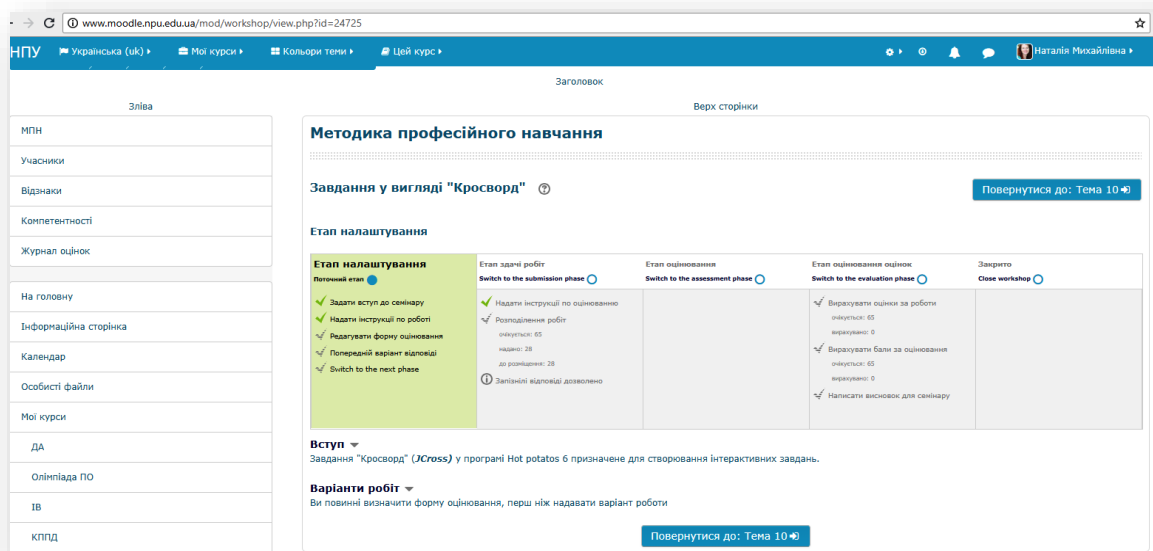 www.moodle.npu.edu.ua/mod/workshop/view.php?id=24725
НПУ Українська (uk) Мої курси Кольори теми Цей курс Наталія Михайлівна
Заголовок
Зліва
Верх сторінки
МПН
Учасники
Відзнаки
Компетентності
Журнал оцінок
На головну
Інформаційна сторінка
Календар
Особисті файли
Мої курси
ДА
Олімпіада ПО
ІВ
КППД
Методика професійного навчання
Завдання у вигляді "Кросворд"
Повернутися до: Тема 10
Етап налаштування
Етап налаштування
Поточний етап
Задати вступ до семінару
Надати інструкції по роботі
Редагувати форму оцінювання
Попередній варіант відповіді
Switch to the next phase
Етап здачі робіт
Switch to the submission phase
Надати інструкції по оцінюванню
Розподілення робіт
очікується: 65
надано: 28
до розміщення: 28
Запізнілі відповіді дозволено
Етап оцінювання
Switch to the assessment phase
Етап оцінювання оцінок
Switch to the evaluation phase
Вирахувати оцінки за роботи
очікується: 65
вирахувано: 0
Вирахувати бали за оцінювання
очікується: 65
вирахувано: 0
Написати висновок для семінару
Закрито
Close workshop
Вступ
Завдання "Кросворд" (JCross) у програмі Hot potatos 6 призначене для створювання інтерактивних завдань.
Варіанти робіт
Ви повинні визначити форму оцінювання, перш ніж надавати варіант роботи
Повернутися до: Тема 10